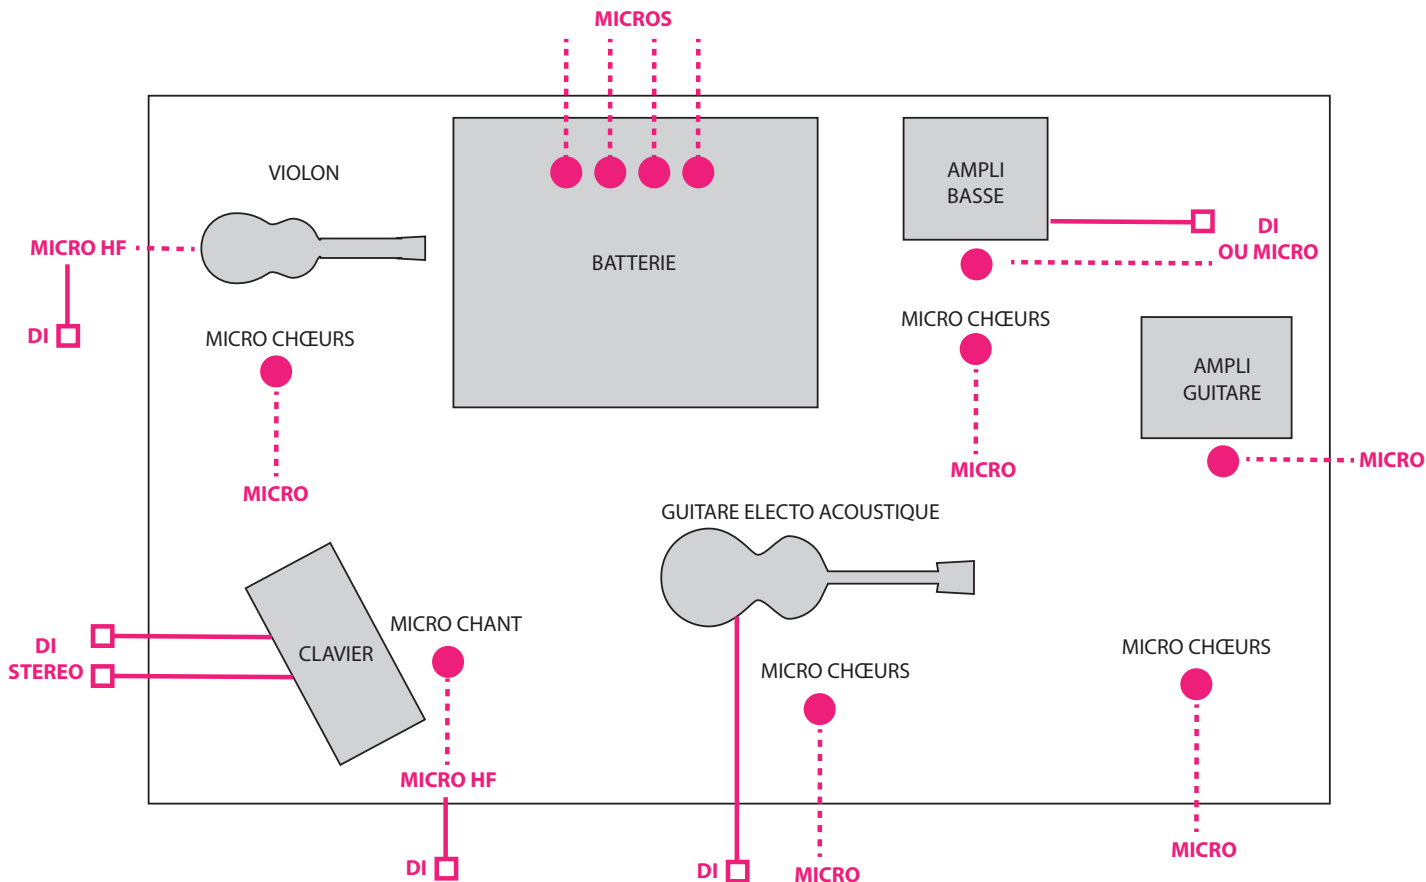 MICROS
VIOLON
AMPLI
BASSE
MICRO HF
BATTERIE
DI
OU MICRO
DI
MICRO CHŒURS
MICRO CHŒURS
AMPLI
GUITARE
MICRO
MICRO
MICRO
GUITARE ELECTO ACOUSTIQUE
MICRO CHANT
DI
STEREO
CLAVIER
MICRO CHŒURS
MICRO CHŒURS
MICRO HF
DI
DI
MICRO
MICRO